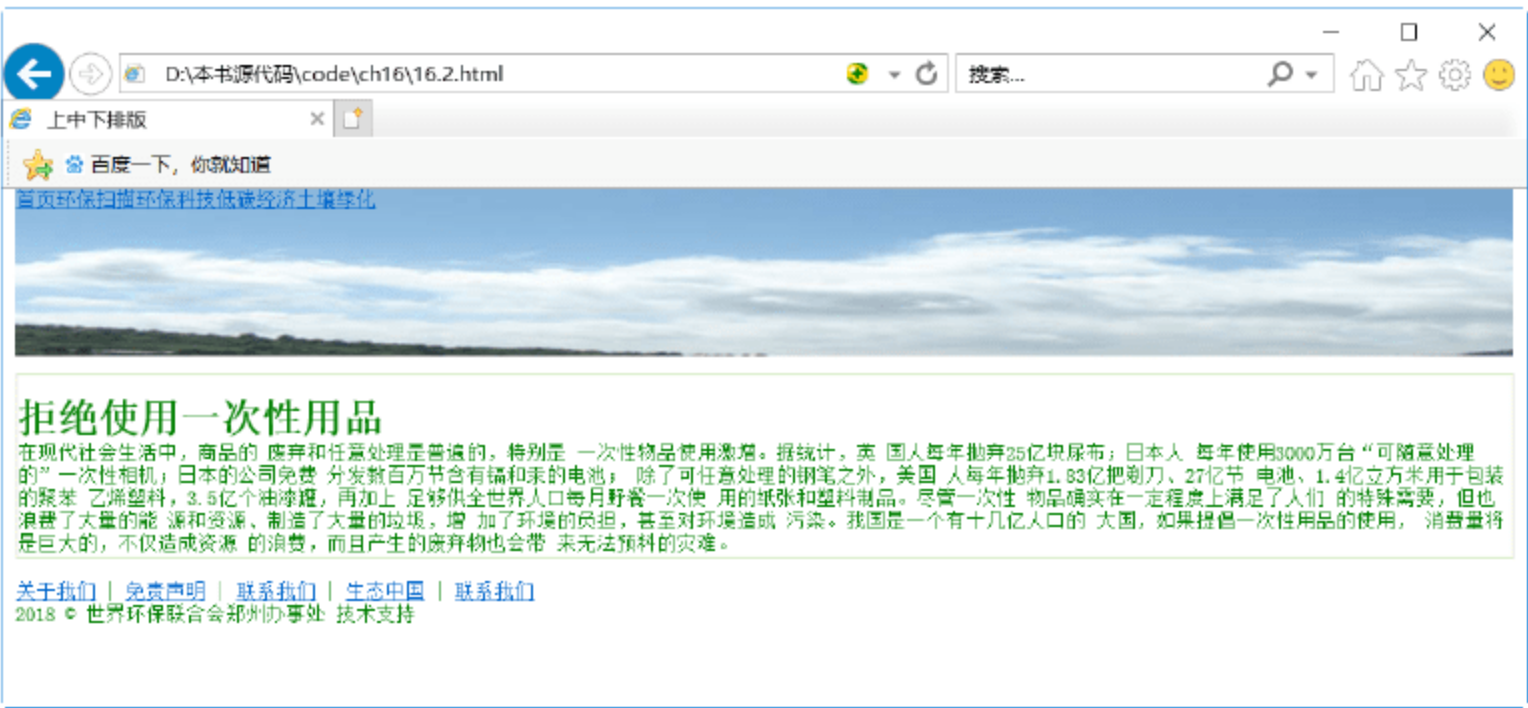 D:\本书源代码\code\ch16\16.2.html
搜索...
上中下排版
百度一下，你就知道
首页环保扫描环保科技低碳经济土壤绿化
拒绝使用一次性用品
在现代社会生活中，商品的 废弃和任意处理是普遍的，特别是 一次性物品使用激增。据统计，英 国人每年抛弃25亿块尿布；日本人 每年使用3000万台“可随意处理
的”一次性相机；日本的公司免费 分发数百万节含有镉和汞的电池； 除了可任意处理的钢笔之外，美国 人每年抛弃1.83亿把剃刀、27亿节 电池、1.4亿立方米用于包装
的聚苯 乙烯塑料，3.5亿个油漆罐，再加上 足够供全世界人口每月野餐一次使 用的纸张和塑料制品。尽管一次性 物品确实在一定程度上满足了人们 的特殊需要，但也
浪费了大量的能 源和资源、制造了大量的垃圾，增 加了环境的负担，甚至对环境造成 污染。我国是一个有十几亿人口的 大国，如果提倡一次性用品的使用， 消费量将
是巨大的，不仅造成资源 的浪费，而且产生的废弃物也会带 来无法预料的灾难。
关于我们 | 免责声明 | 联系我们 | 生态中国 | 联系我们
2018 © 世界环保联合会郑州办事处 技术支持